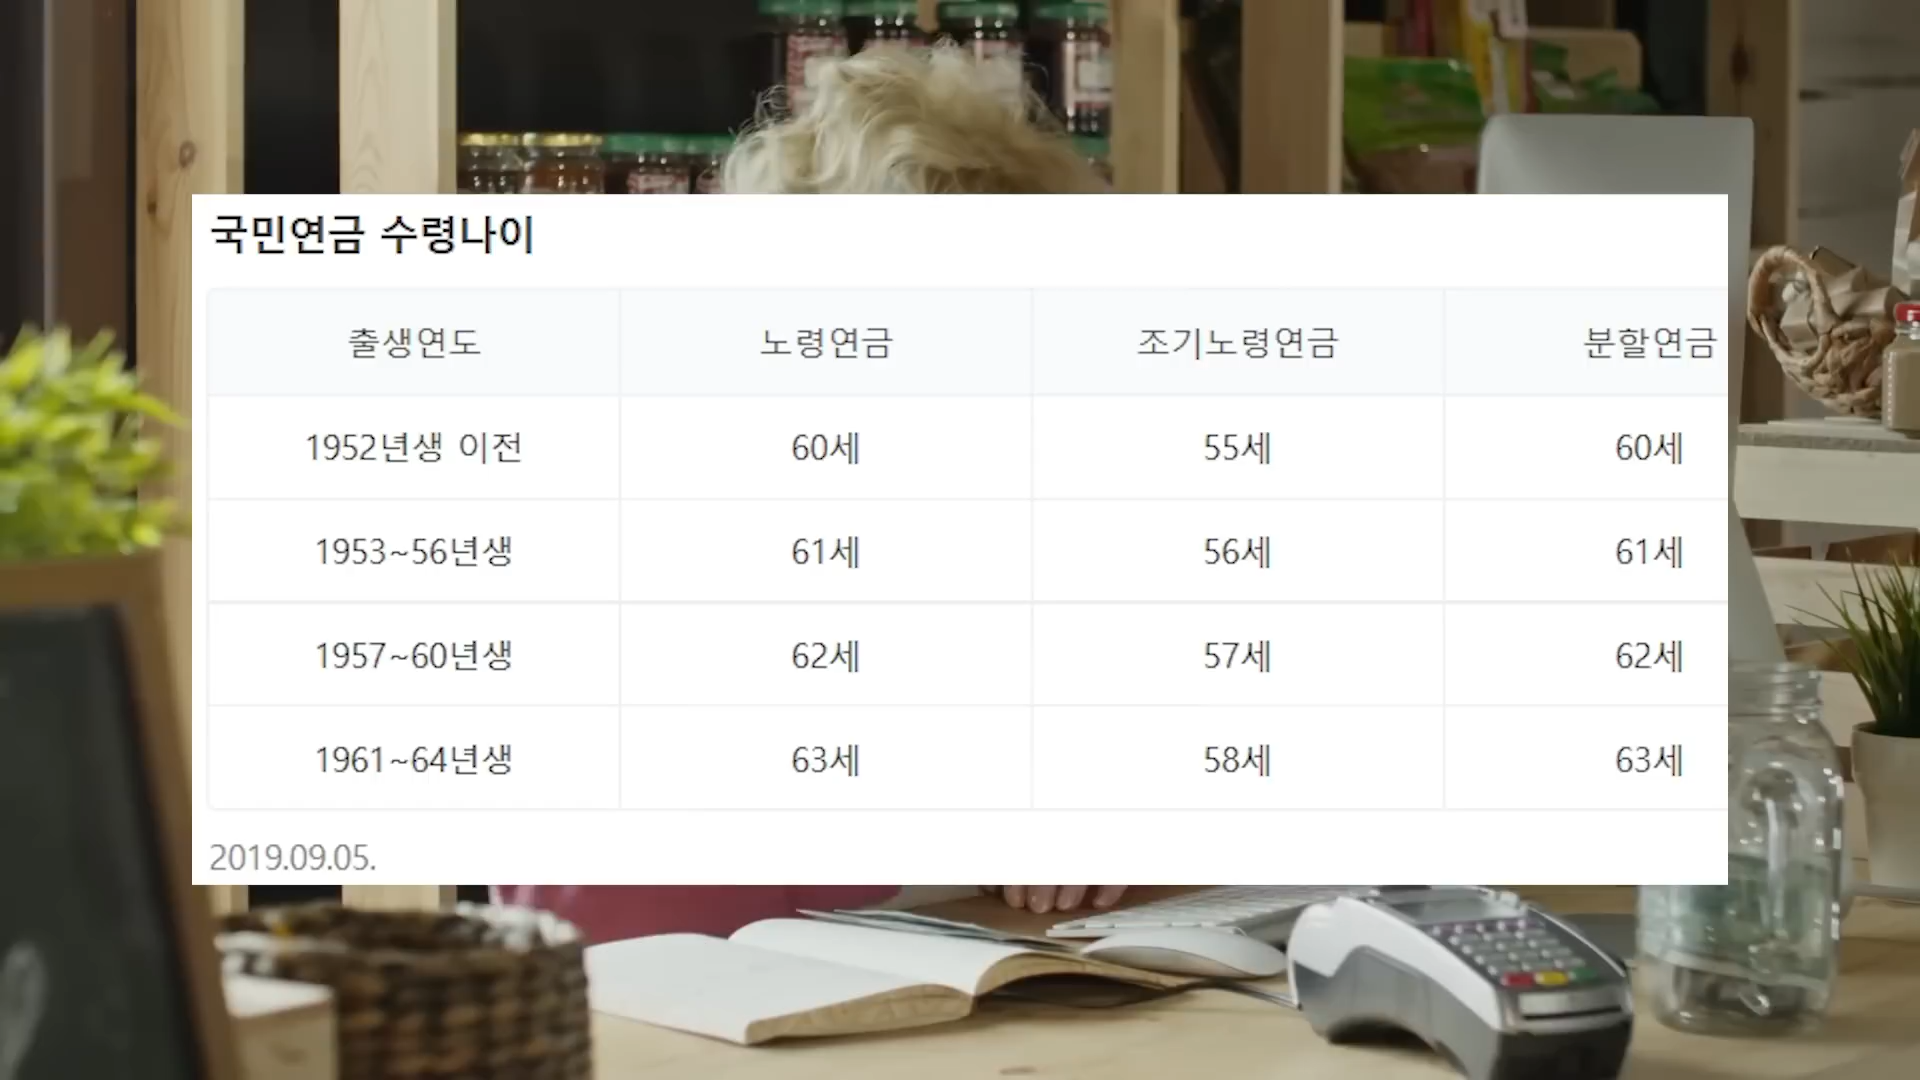 국민연금 수령나이
출생연도 노령연금 조기노령연금 분할연금
1952년생 이전 60세 55세 60세
1953~56년생 61세 56세 61세
1957~60년생 62세 57세 62세
1961~64년생 63세 58세 63세
2019.09.05.